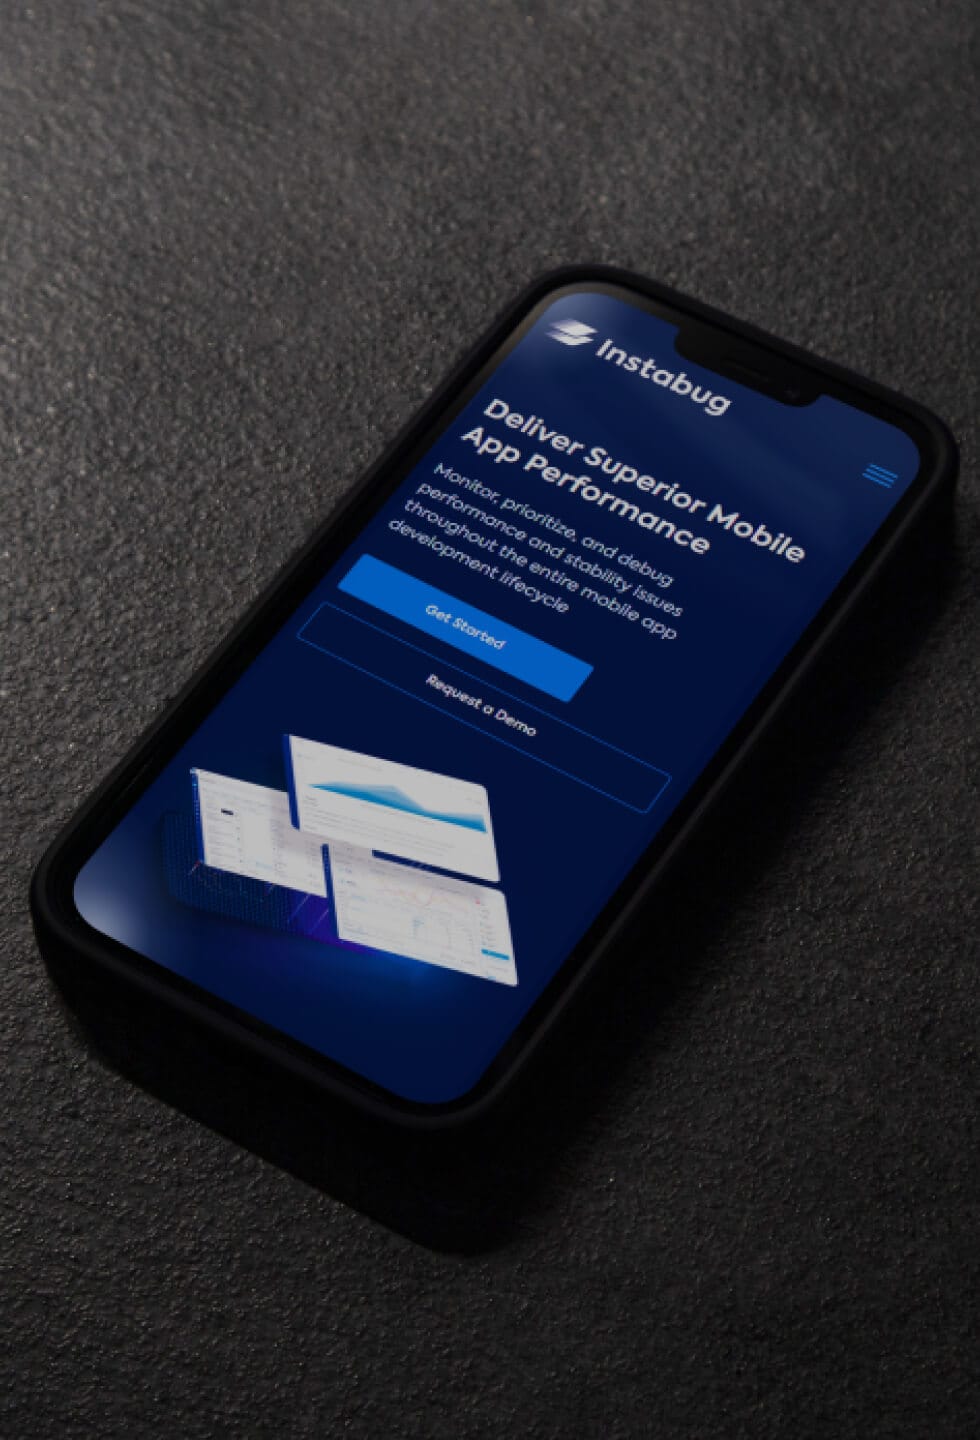 Instabug
Deliver Superior Mobile
App Performance
Monitor, prioritize, and debug
performance and stability issues
throughout the entire mobile app
development lifecycle
Get Started
Request a Demo